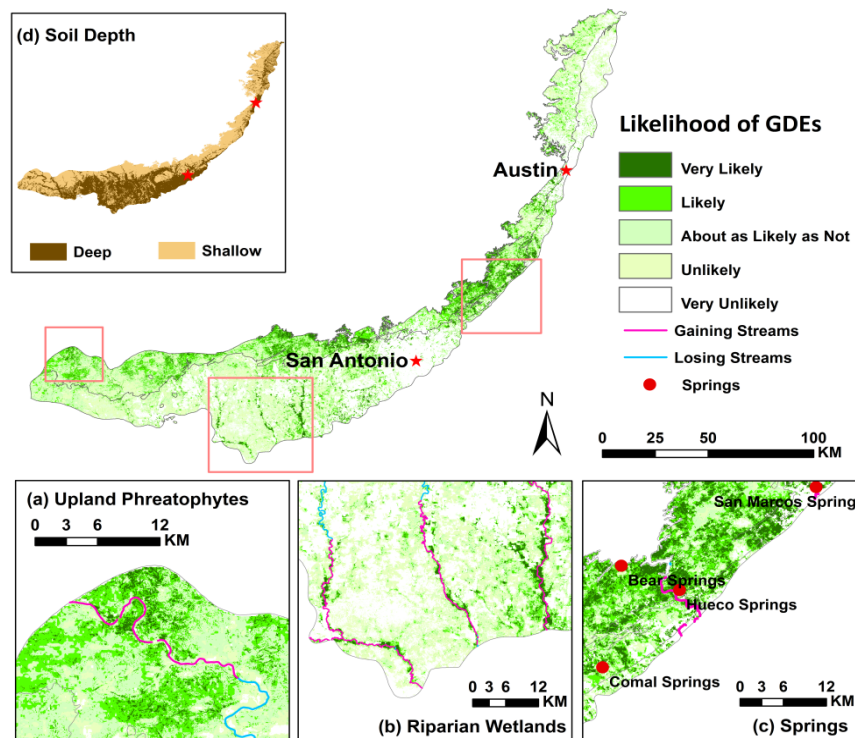 (d) Soil Depth
Deep
Shallow
Austin
San Antonio
Likelihood of GDEs
Very Likely
Likely
About as Likely as Not
Unlikely
Very Unlikely
Gaining Streams
Losing Streams
Springs
N
0 25 50 100
KM
(a) Upland Phreatophytes
0 3 6 12
KM
0 3 6 12
KM
(b) Riparian Wetlands
San Marcos Spring
Bear Springs
Hueco Springs
Comal Springs
0 3 6 12
KM
(c) Springs